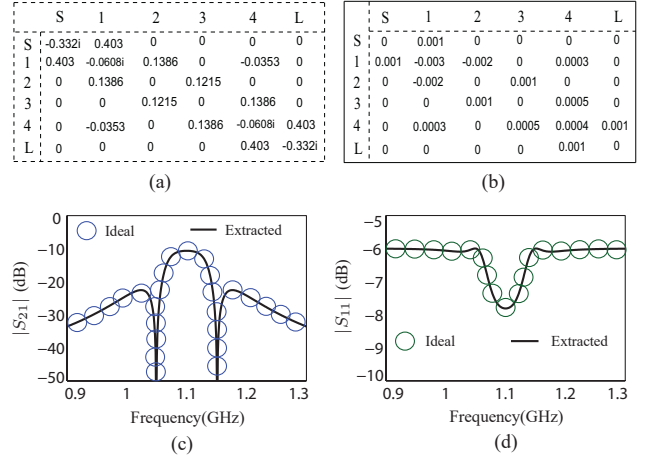 S 1 2 3 4 L
S -0.332i 0.403 0 0 0 0
1 0.403 -0.0608i 0.1386 0 -0.0353 0
2 0 0.1386 0 0.1215 0 0
3 0 0 0.1215 0 0.1386 0
4 0 -0.0353 0 0.1386 -0.0608i 0.403
L 0 0 0 0 0.403 -0.332i
(a)
S 1 2 3 4 L
S 0 0.001 0 0 0 0
1 0.001 -0.003 -0.002 0 0.0003 0
2 0 -0.002 0 0.001 0 0
3 0 0 0.001 0 0.0005 0
4 0 0.0003 0 0.0005 0.0004 0.001
L 0 0 0 0 0.001 0
(b)
0
−10
−20
−30
−40
−50
|S21| (dB)
Ideal Extracted
0.9 1 1.1 1.2 1.3
Frequency(GHz)
(c)
−5
−6
−7
−8
−9
−10
|S11| (dB)
Ideal Extracted
0.9 1 1.1 1.2 1.3
Frequency(GHz)
(d)